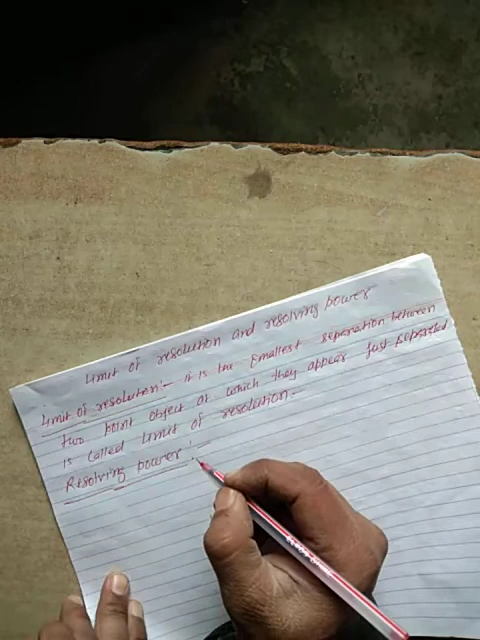 Limit of resolution and resolving power
Limit of resolution:- it is the smallest separation between
two point object at which they appear just seperated
is called limit of resolution.
Resolving power: